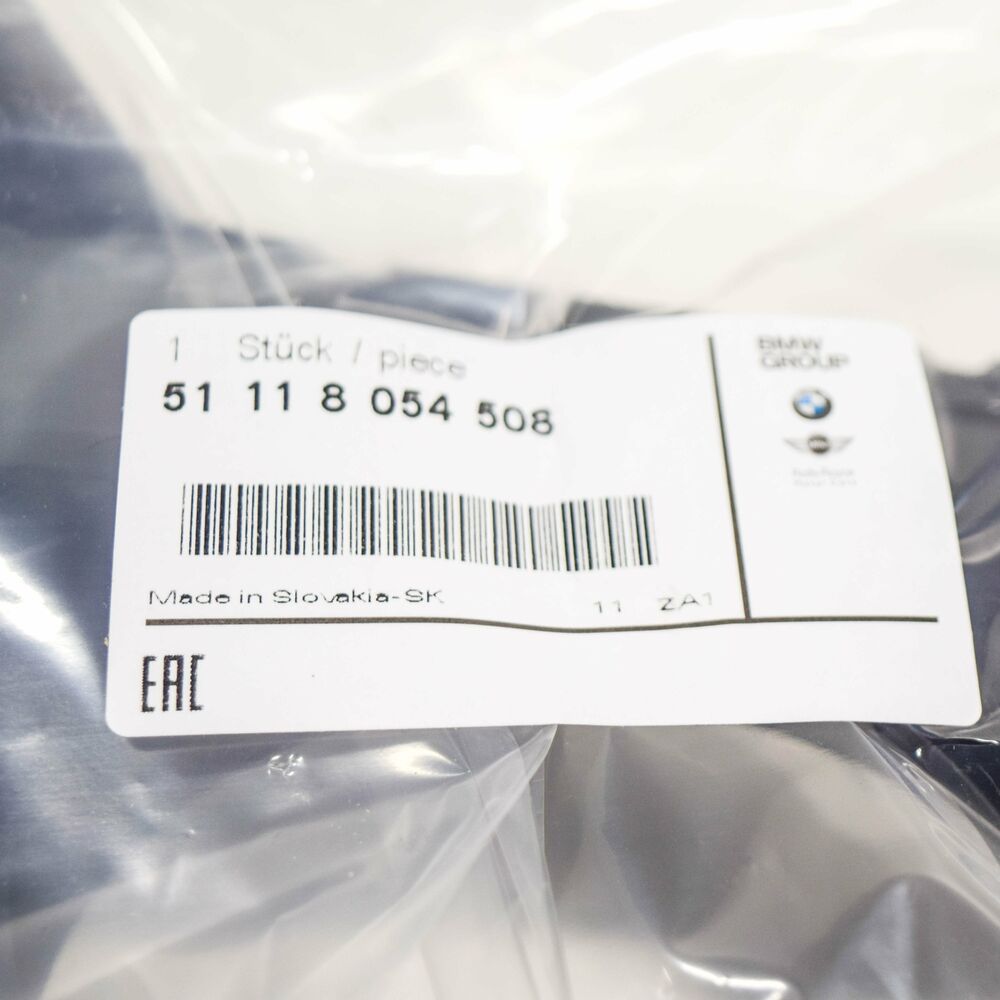 1 Stück / piece
51 11 8 054 508
Made in Slovakia-SK
11 ZA1
EAC
BMW
GROUP